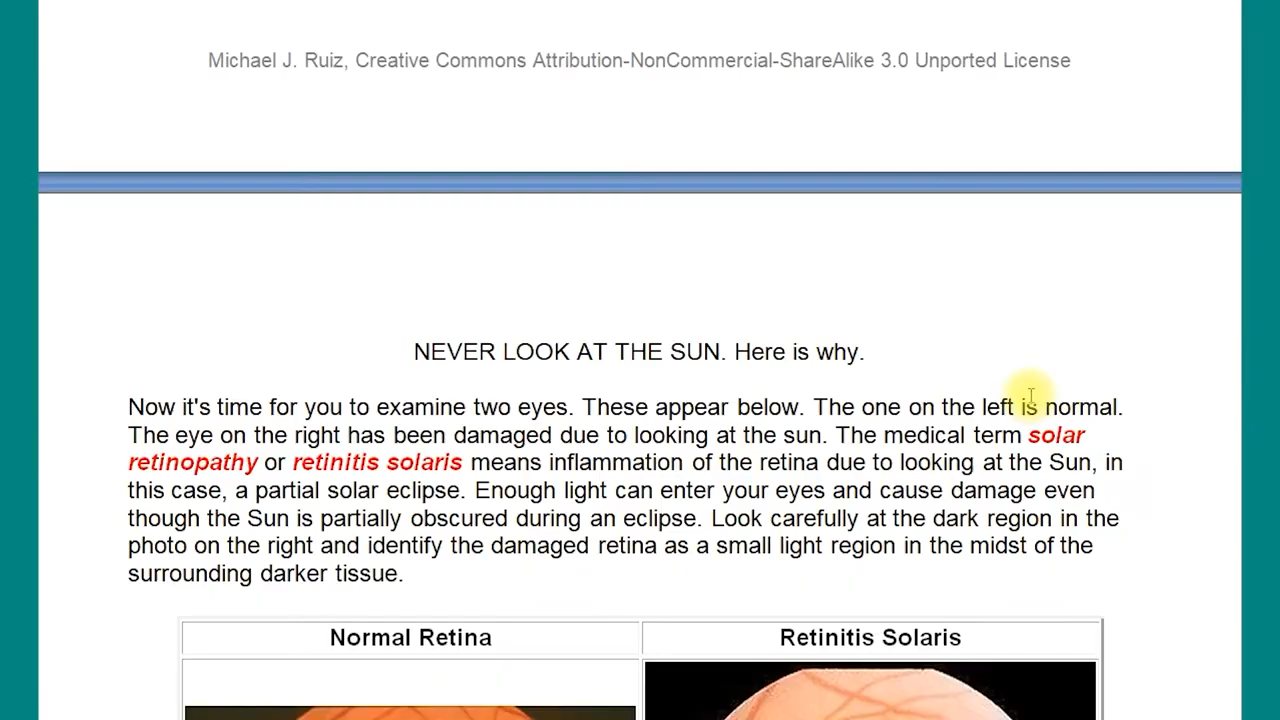 Michael J. Ruiz, Creative Commons Attribution-NonCommercial-ShareAlike 3.0 Unported License
NEVER LOOK AT THE SUN. Here is why.
Now it's time for you to examine two eyes. These appear below. The one on the left is normal.
The eye on the right has been damaged due to looking at the sun. The medical term solar
retinopathy or retinitis solaris means inflammation of the retina due to looking at the Sun, in
this case, a partial solar eclipse. Enough light can enter your eyes and cause damage even
though the Sun is partially obscured during an eclipse. Look carefully at the dark region in the
photo on the right and identify the damaged retina as a small light region in the midst of the
surrounding darker tissue.
Normal Retina
Retinitis Solaris